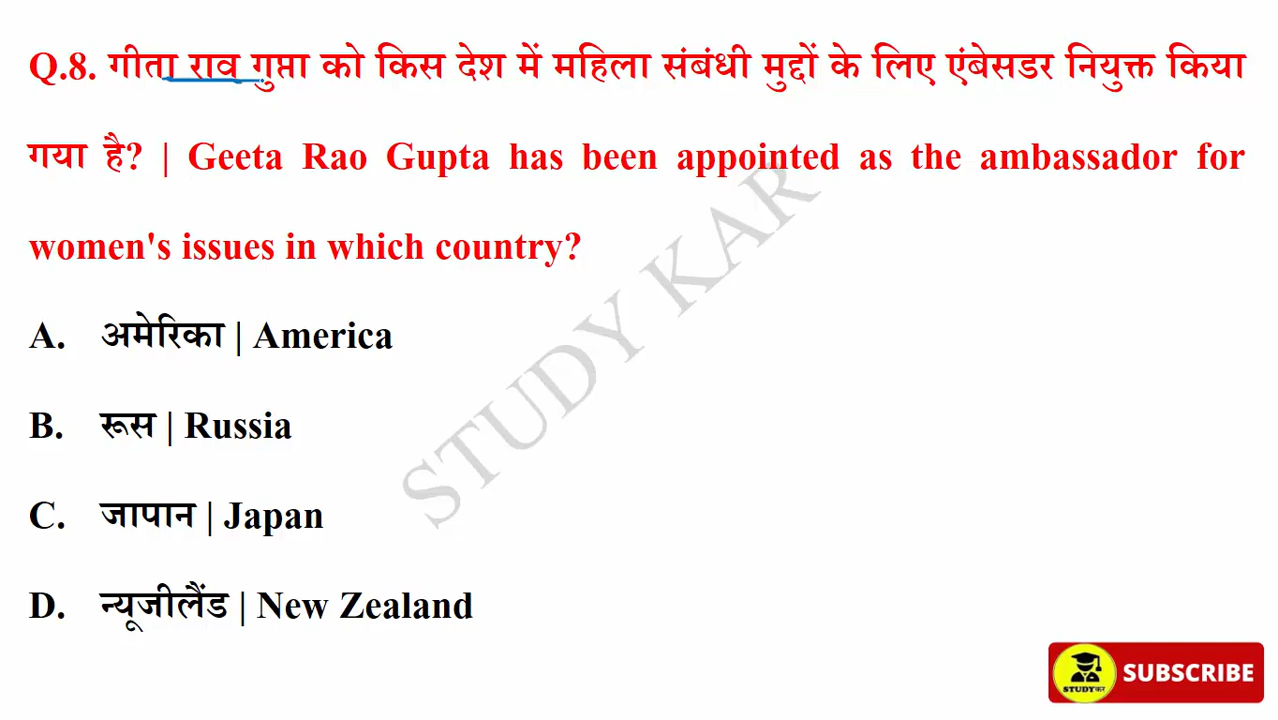 Q.8. गीता राव गुप्ता को किस देश में महिला संबंधी मुद्दों के लिए एंबेसडर नियुक्त किया
गया है? | Geeta Rao Gupta has been appointed as the ambassador for
women's issues in which country?
A. अमेरिका | America
B. रूस | Russia
C. जापान | Japan
D. न्यूजीलैंड | New Zealand
STUDY KAR
STUDYकर
SUBSCRIBE